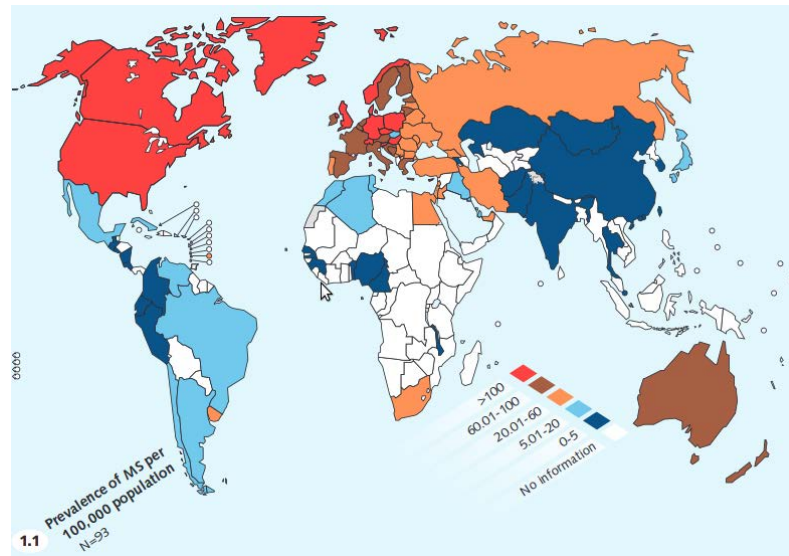 >100
60.01-100
20.01-60
5.01-20
0-5
No information
Prevalence of MS per
100,000 population
N=93
1.1